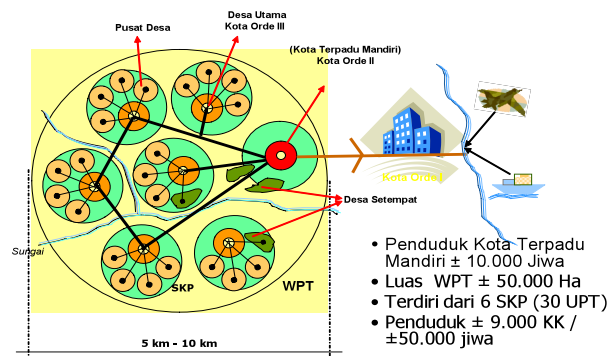 Pusat Desa
Desa Utama
Kota Orde III
(Kota Terpadu Mandiri)
Kota Orde II
Kota Orde I
Desa Setempat
Sungai
SKP
WPT
5 km - 10 km
• Penduduk Kota Terpadu
Mandiri ± 10.000 Jiwa
• Luas WPT ± 50.000 Ha
• Terdiri dari 6 SKP (30 UPT)
• Penduduk ± 9.000 KK /
±50.000 jiwa